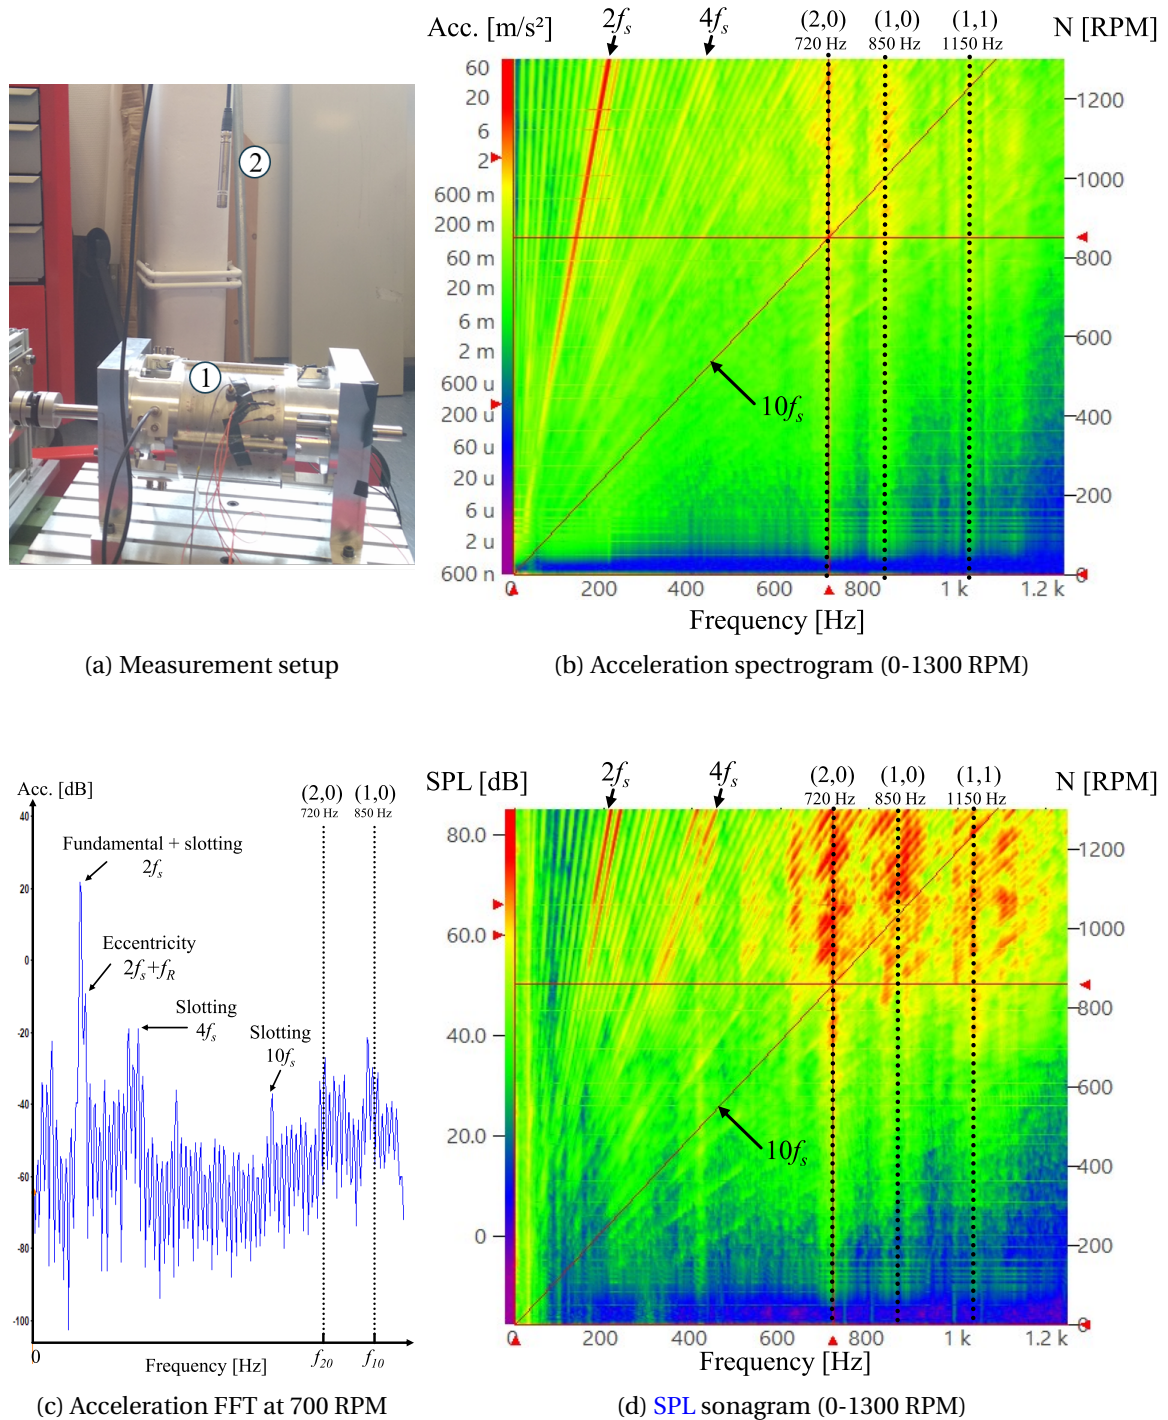 1
2
(a) Measurement setup
Acc. [m/s²]
2fs
4fs
(2,0)
720 Hz
(1,0)
850 Hz
(1,1)
1150 Hz
N [RPM]
60
20
6
2
600 m
200 m
60 m
20 m
6 m
2 m
600 u
200 u
60 u
20 u
6 u
2 u
600 n
1200
1000
800
600
400
200
0
10fs
0 200 400 600 800 1 k 1.2 k
Frequency [Hz]
(b) Acceleration spectrogram (0-1300 RPM)
Acc. [dB]
40
20
0
-20
-40
-60
-80
-100
(2,0)
720 Hz
(1,0)
850 Hz
Fundamental + slotting
2fs
Eccentricity
2fs+fR
Slotting
4fs
Slotting
10fs
0
Frequency [Hz]
f20
f10
(c) Acceleration FFT at 700 RPM
SPL [dB]
2fs
4fs
(2,0)
720 Hz
(1,0)
850 Hz
(1,1)
1150 Hz
N [RPM]
80.0
60.0
40.0
20.0
0
1200
1000
800
600
400
200
0
10fs
0 200 400 600 800 1 k 1.2 k
Frequency [Hz]
(d) SPL sonagram (0-1300 RPM)